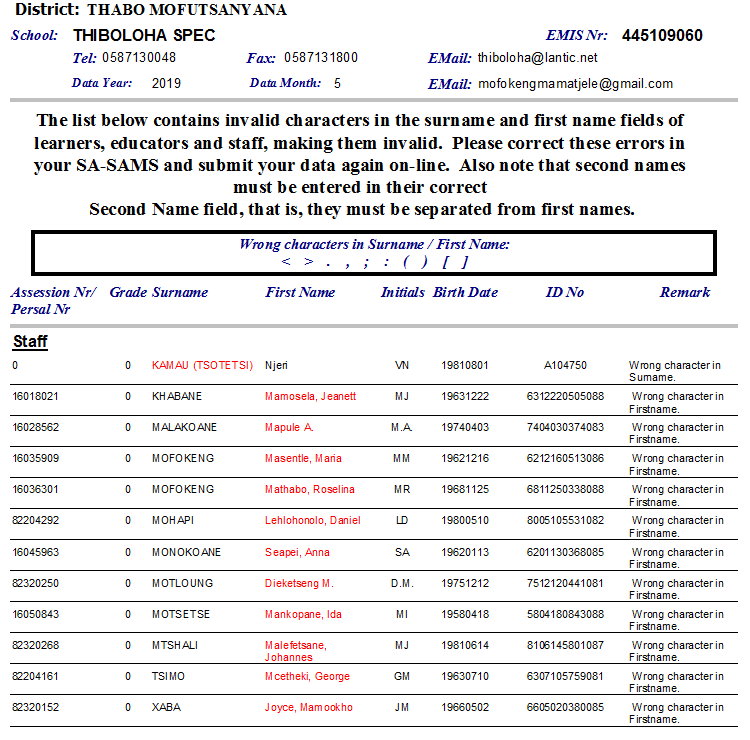 District: THABO MOFUTSANYANA
School: THIBOLOHA SPEC EMIS Nr: 445109060
Tel: 0587130048 Fax: 0587131800 EMail: thiboloha@lantic.net
Data Year: 2019 Data Month: 5 EMail: mofokengmamatjele@gmail.com
The list below contains invalid characters in the surname and first name fields of
learners, educators and staff, making them invalid. Please correct these errors in
your SA-SAMS and submit your data again on-line. Also note that second names
must be entered in their correct
Second Name field, that is, they must be separated from first names.
Wrong characters in Surname / First Name:
< > . , ; : ( ) [ ]
Assession Nr/ Grade Surname First Name Initials Birth Date ID No Remark
Persal Nr
Staff
0 0 KAMAU (TSOTETSI) Njeri VN 19810801 A104750 Wrong character in
Surname.
16018021 0 KHABANE Mamosela, Jeanett MJ 19631222 6312220505088 Wrong character in
Firstname.
16028562 0 MALAKOANE Mapule A. M.A. 19740403 7404030374083 Wrong character in
Firstname.
16035909 0 MOFOKENG Masentle, Maria MM 19621216 6212160513086 Wrong character in
Firstname.
16036301 0 MOFOKENG Mathabo, Roselina MR 19681125 6811250338088 Wrong character in
Firstname.
82204292 0 MOHAPI Lehlohonolo, Daniel LD 19800510 8005105531082 Wrong character in
Firstname.
16045963 0 MONOKOANE Seapei, Anna SA 19620113 6201130368085 Wrong character in
Firstname.
82320250 0 MOTLOUNG Dieketseng M. D.M. 19751212 7512120441081 Wrong character in
Firstname.
16050843 0 MOTSETSE Mankopane, Ida MI 19580418 5804180843088 Wrong character in
Firstname.
82320268 0 MTSHALI Malefetsane, MJ 19810614 8106145801087 Wrong character in
Johannes Firstname.
82204161 0 TSIMO Mcetheki, George GM 19630710 6307105759081 Wrong character in
Firstname.
82320152 0 XABA Joyce, Mamookho JM 19660502 6605020380085 Wrong character in
Firstname.